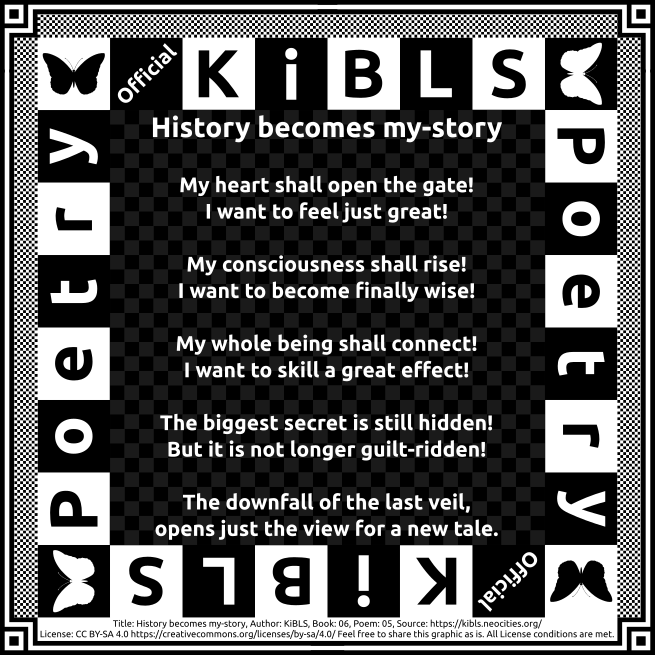 Official KiBLS
Poetry
Poetry
History becomes my-story
My heart shall open the gate!
I want to feel just great!
My consciousness shall rise!
I want to become finally wise!
My whole being shall connect!
I want to skill a great effect!
The biggest secret is still hidden!
But it is not longer guilt-ridden!
The downfall of the last veil,
opens just the view for a new tale.
Official KiBLS
Title: History becomes my-story, Author: KiBLS, Book: 06, Poem: 05, Source: https://kibls.neocities.org/
License: CC BY-SA 4.0 https://creativecommons.org/licenses/by-sa/4.0/ Feel free to share this graphic as is. All License conditions are met.